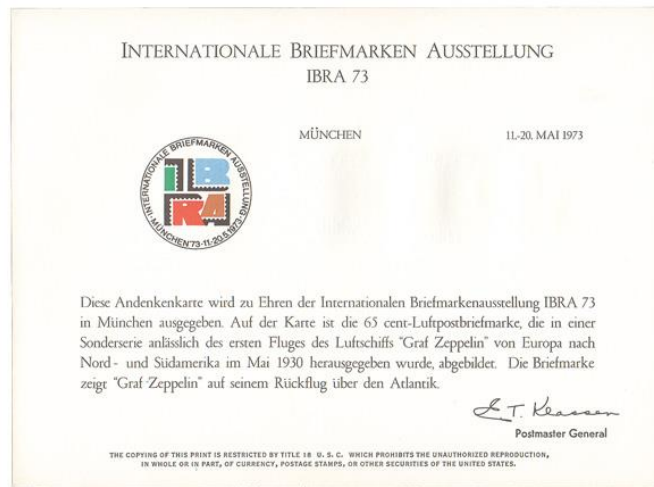 INTERNATIONALE BRIEFMARKEN AUSSTELLUNG
IBRA 73
MÜNCHEN 11.-20. MAI 1973
INTERNATIONALE BRIEFMARKEN AUSSTELLUNG
IBRA
MÜNCHEN '73·11.-20.5.1973
Diese Andenkenkarte wird zu Ehren der Internationalen Briefmarkenausstellung IBRA 73
in München ausgegeben. Auf der Karte ist die 65 cent-Luftpostbriefmarke, die in einer
Sonderserie anlässlich des ersten Fluges des Luftschiffs "Graf Zeppelin" von Europa nach
Nord- und Südamerika im Mai 1930 herausgegeben wurde, abgebildet. Die Briefmarke
zeigt "Graf Zeppelin" auf seinem Rückflug über den Atlantik.
E. T. Klassen
Postmaster General
THE COPYING OF THIS PRINT IS RESTRICTED BY TITLE 18 U. S. C. WHICH PROHIBITS THE UNAUTHORIZED REPRODUCTION,
IN WHOLE OR IN PART, OF CURRENCY, POSTAGE STAMPS, OR OTHER SECURITIES OF THE UNITED STATES.